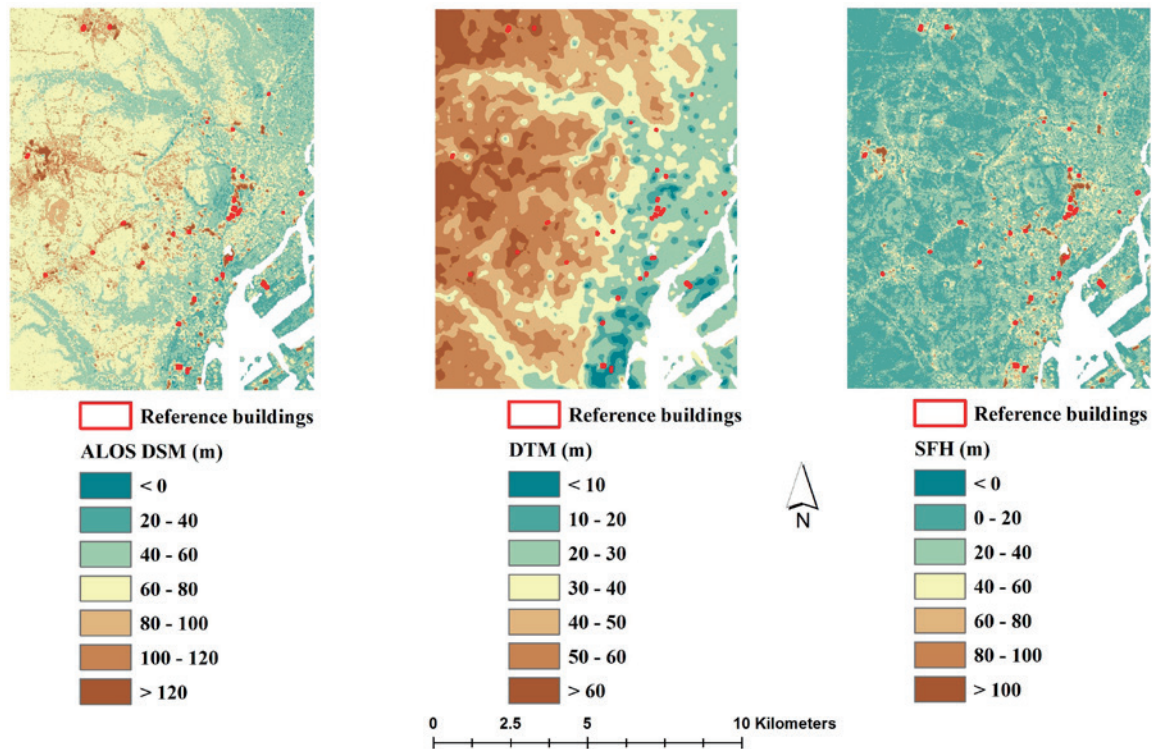 Reference buildings
ALOS DSM (m)
< 0
20 - 40
40 - 60
60 - 80
80 - 100
100 - 120
> 120
Reference buildings
DTM (m)
< 10
10 - 20
20 - 30
30 - 40
40 - 50
50 - 60
> 60
N
Reference buildings
SFH (m)
< 0
0 - 20
20 - 40
40 - 60
60 - 80
80 - 100
> 100
0 2.5 5 10 Kilometers